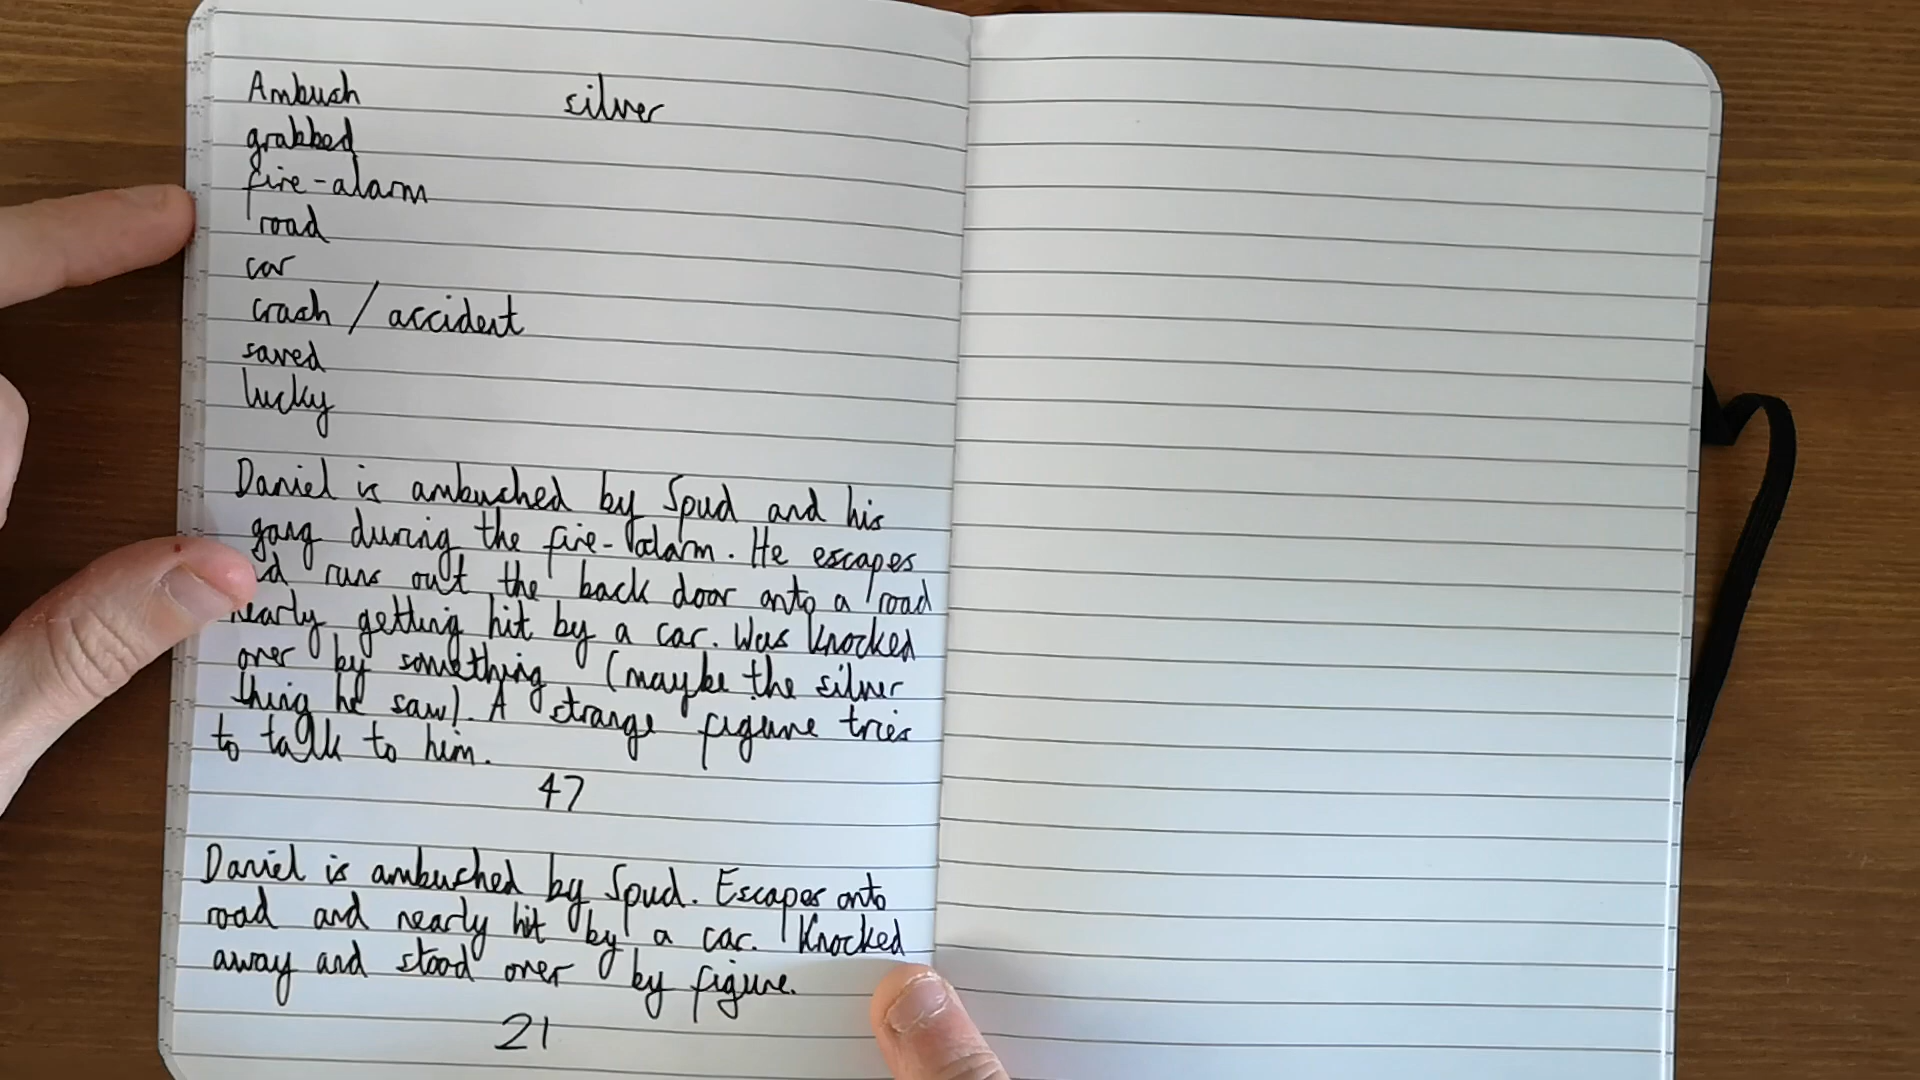 Ambush silver
grabbed
fire-alarm
road
car
crash / accident
saved
lucky
Daniel is ambushed by Spud and his
gang during the fire-alarm. He escapes
runs out the back door onto a road
nearly getting hit by a car. Was knocked
over by something (maybe the silver
thing he saw). A strange figure tries
to talk to him.
47
Daniel is ambushed by Spud. Escapes onto
road and nearly hit by a car. Knocked
away and stood over by figure.
21